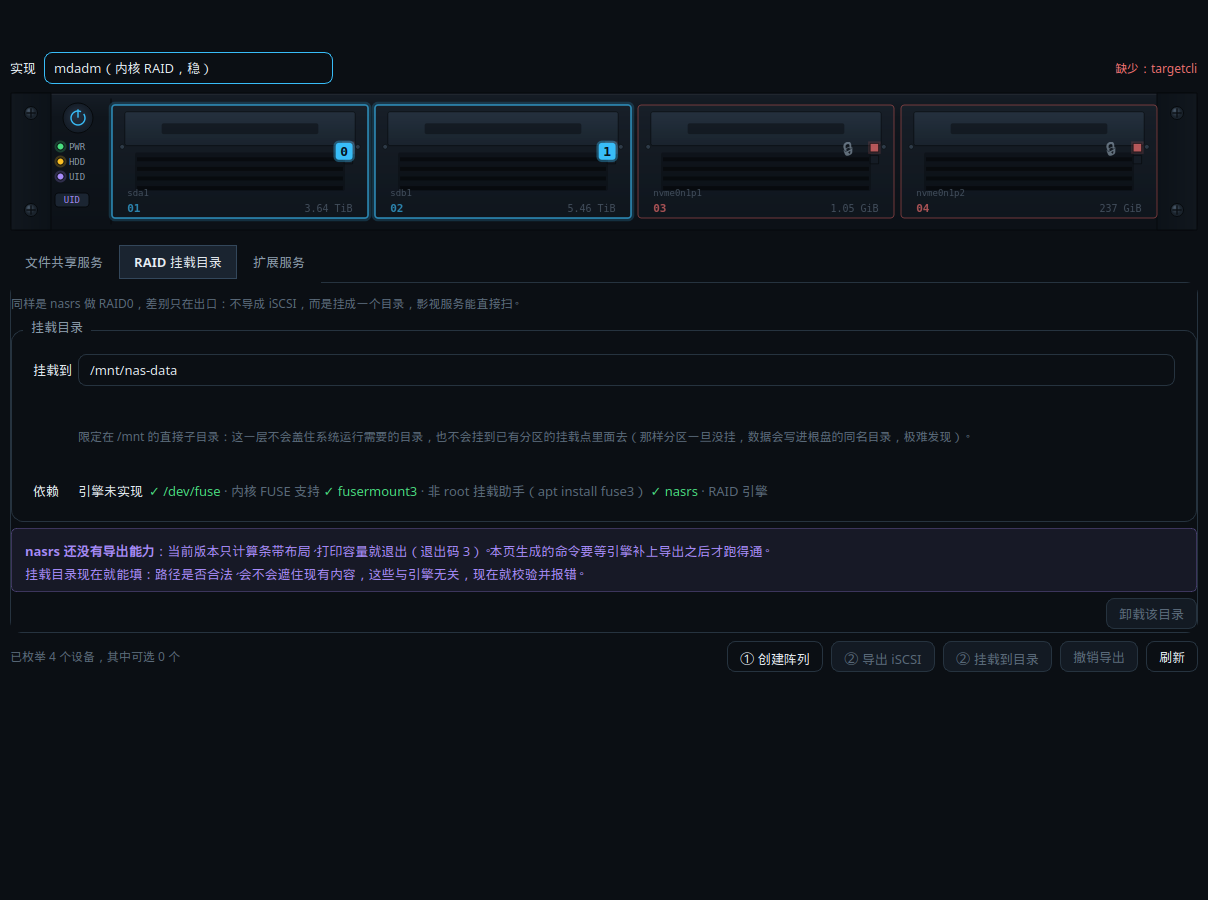 实现 mdadm（内核 RAID，稳） 缺少：targetcli
PWR
HDD
UID
UID
0
sda1
01 3.64 TiB
1
sdb1
02 5.46 TiB
nvme0n1p1
03 1.05 GiB
nvme0n1p2
04 237 GiB
文件共享服务 RAID 挂载目录 扩展服务
同样是 nasrs 做 RAID0，差别只在出口：不导成 iSCSI，而是挂成一个目录，影视服务能直接扫。
挂载目录
挂载到 /mnt/nas-data
限定在 /mnt 的直接子目录：这一层不会盖住系统运行需要的目录，也不会挂到已有分区的挂载点里面去（那样分区一旦没挂，数据会写进根盘的同名目录，极难发现）。
依赖 引擎未实现 ✓ /dev/fuse · 内核 FUSE 支持 ✓ fusermount3 · 非 root 挂载助手（apt install fuse3） ✓ nasrs · RAID 引擎
nasrs 还没有导出能力：当前版本只计算条带布局、打印容量就退出（退出码 3）。本页生成的命令要等引擎补上导出之后才跑得通。
挂载目录现在就能填：路径是否合法、会不会遮住现有内容，这些与引擎无关，现在就校验并报错。
卸载该目录
已枚举 4 个设备，其中可选 0 个 ① 创建阵列 ② 导出 iSCSI ② 挂载到目录 撤销导出 刷新